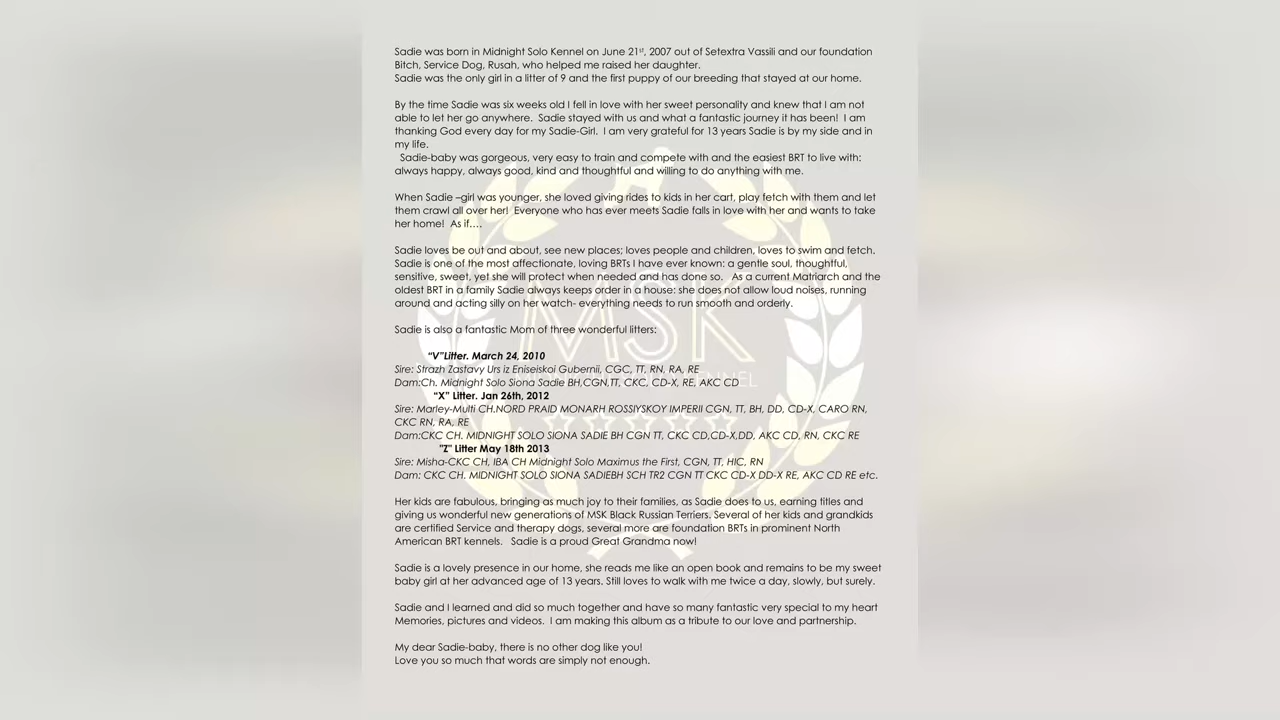 Sadie was born in Midnight Solo Kennel on June 21st, 2007 out of Setextra Vassili and our foundation
Bitch, Service Dog, Rusah, who helped me raised her daughter.
Sadie was the only girl in a litter of 9 and the first puppy of our breeding that stayed at our home.
By the time Sadie was six weeks old I fell in love with her sweet personality and knew that I am not
able to let her go anywhere. Sadie stayed with us and what a fantastic journey it has been! I am
thanking God every day for my Sadie-Girl. I am very grateful for 13 years Sadie is by my side and in
my life.
Sadie-baby was gorgeous, very easy to train and compete with and the easiest BRT to live with:
always happy, always good, kind and thoughtful and willing to do anything with me.
When Sadie –girl was younger, she loved giving rides to kids in her cart, play fetch with them and let
them crawl all over her! Everyone who has ever meets Sadie falls in love with her and wants to take
her home! As if….
Sadie loves be out and about, see new places; loves people and children, loves to swim and fetch.
Sadie is one of the most affectionate, loving BRTs I have ever known: a gentle soul, thoughtful,
sensitive, sweet, yet she will protect when needed and has done so. As a current Matriarch and the
oldest BRT in a family Sadie always keeps order in a house: she does not allow loud noises, running
around and acting silly on her watch- everything needs to run smooth and orderly.
MSK
Sadie is also a fantastic Mom of three wonderful litters:
“V”Litter. March 24, 2010
Sire: Strazh Zastavy Urs iz Eniseiskoi Gubernii, CGC, TT, RN, RA, RE
Dam:Ch. Midnight Solo Siona Sadie BH,CGN,TT, CKC, CD-X, RE, AKC CD
“X” Litter. Jan 26th, 2012
Sire: Marley-Multi CH.NORD PRAID MONARH ROSSIYSKOY IMPERII CGN, TT, BH, DD, CD-X, CARO RN,
CKC RN, RA, RE
Dam:CKC CH. MIDNIGHT SOLO SIONA SADIE BH CGN TT, CKC CD,CD-X,DD, AKC CD, RN, CKC RE
"Z" Litter May 18th 2013
Sire: Misha-CKC CH, IBA CH Midnight Solo Maximus the First, CGN, TT, HIC, RN
Dam: CKC CH. MIDNIGHT SOLO SIONA SADIEBH SCH TR2 CGN TT CKC CD-X DD-X RE, AKC CD RE etc.
Her kids are fabulous, bringing as much joy to their families, as Sadie does to us, earning titles and
giving us wonderful new generations of MSK Black Russian Terriers. Several of her kids and grandkids
are certified Service and therapy dogs, several more are foundation BRTs in prominent North
American BRT kennels. Sadie is a proud Great Grandma now!
Sadie is a lovely presence in our home, she reads me like an open book and remains to be my sweet
baby girl at her advanced age of 13 years. Still loves to walk with me twice a day, slowly, but surely.
Sadie and I learned and did so much together and have so many fantastic very special to my heart
Memories, pictures and videos. I am making this album as a tribute to our love and partnership.
My dear Sadie-baby, there is no other dog like you!
Love you so much that words are simply not enough.